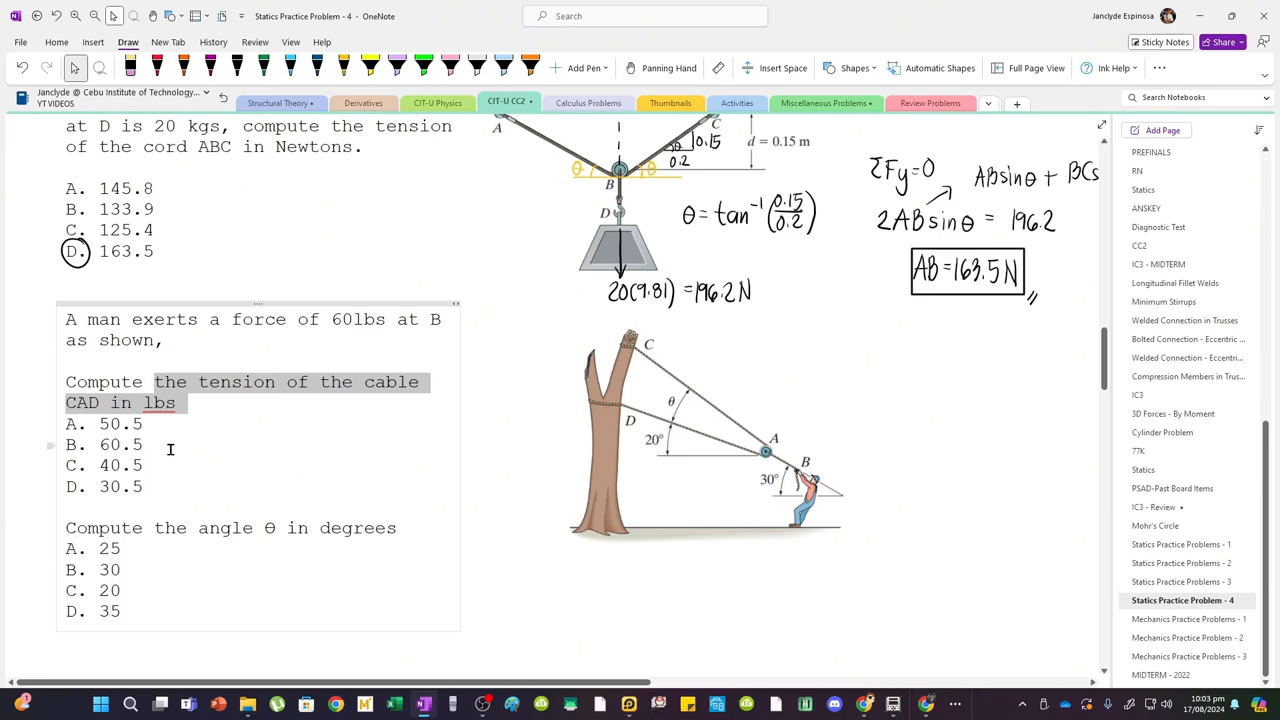 Statics Practice Problem - 4 - OneNote
Search
Janclyde Espinosa
File
Home
Insert
Draw
New Tab
History
Review
View
Help
Sticky Notes
Share
Add Pen
Panning Hand
Insert Space
Shapes
Automatic Shapes
Full Page View
Ink Help
Janclyde @ Cebu Institute of Technology...
YT VIDEOS
Structural Theory
Derivatives
CIT-U Physics
CIT-U CC2
Calculus Problems
Thumbnails
Activities
Miscellaneous Problems
Review Problems
Search Notebooks
Add Page
at D is 20 kgs, compute the tension
of the cord ABC in Newtons.
A. 145.8
B. 133.9
C. 125.4
D. 163.5
A man exerts a force of 60lbs at B
as shown,
Compute the tension of the cable
CAD in lbs
A. 50.5
B. 60.5
C. 40.5
D. 30.5
Compute the angle θ in degrees
A. 25
B. 30
C. 20
D. 35
A
C
0.15
d = 0.15 m
θ
0.2
θ
θ
B
D
θ = tan⁻¹(0.15/0.2)
20(9.81) = 196.2 N
ΣFy=0
ABsinθ + BCs
2ABsinθ = 196.2
AB=163.5N
C
θ
D
20°
A
B
30°
PREFINALS
RN
Statics
ANSKEY
Diagnostic Test
CC2
IC3 - MIDTERM
Longitudinal Fillet Welds
Minimum Stirrups
Welded Connection in Trusses
Bolted Connection - Eccentric ...
Welded Connection - Eccentric...
Compression Members in Trus...
IC3
3D Forces - By Moment
Cylinder Problem
77K
Statics
PSAD-Past Board Items
IC3 - Review
Mohr's Circle
Statics Practice Problems - 1
Statics Practice Problems - 2
Statics Practice Problems - 3
Statics Practice Problem - 4
Mechanics Practice Problems - 1
Mechanics Practice Problem - 2
Mechanics Practice Problem - 3
MIDTERM - 2022
10:03 pm
17/08/2024